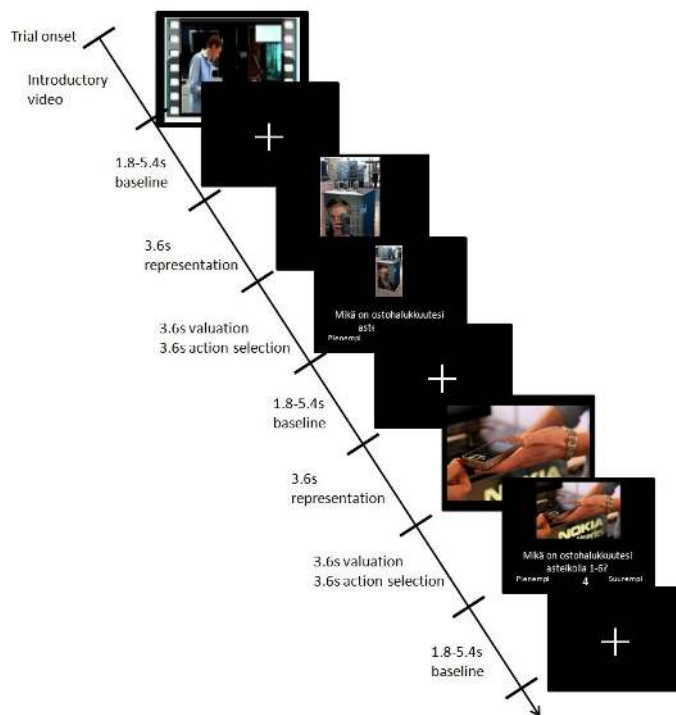 Trial onset
Introductory
video
1.8-5.4s
baseline
3.6s
representation
Mikä on ostohalukkuutesi
aste
Pienempi
3.6s valuation
3.6s action selection
1.8-5.4s
baseline
3.6s
representation
NOKIA
NOKIA
Mikä on ostohalukkuutesi
asteikolla 1-6?
Pienempi 4 Suurempi
3.6s valuation
3.6s action selection
1.8-5.4s
baseline